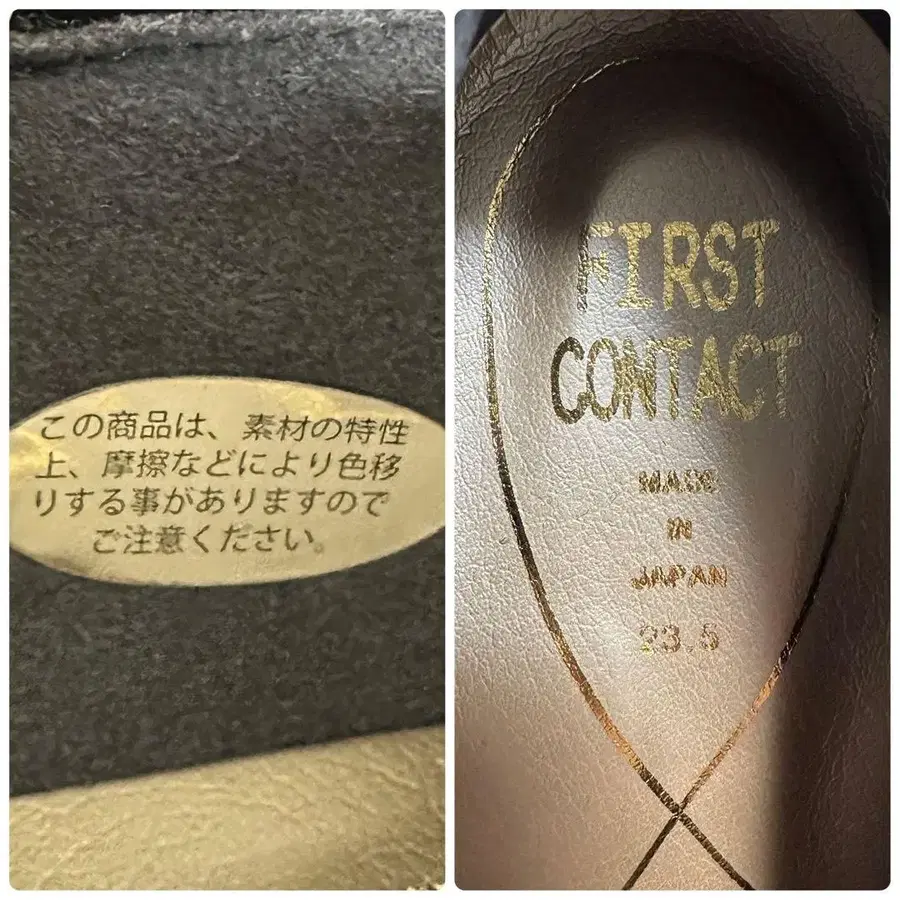 この商品は、素材の特性
上、摩擦などにより色移
りする事がありますので
ご注意ください。
FIRST
CONTACT
MADE
IN
JAPAN
23.5